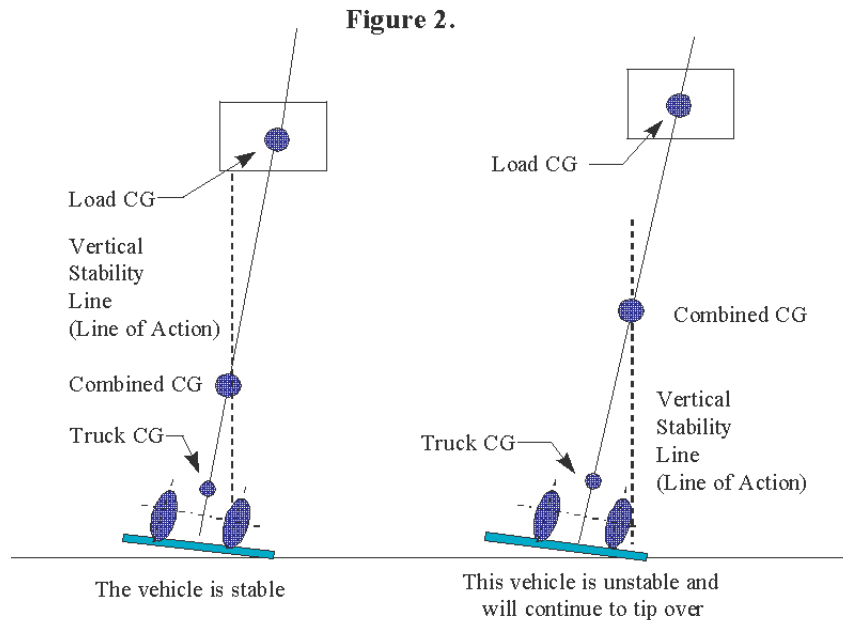 Figure 2.
Load CG
Vertical
Stability
Line
(Line of Action)
Combined CG
Truck CG
The vehicle is stable
Load CG
Combined CG
Vertical
Stability
Line
(Line of Action)
Truck CG
This vehicle is unstable and
will continue to tip over